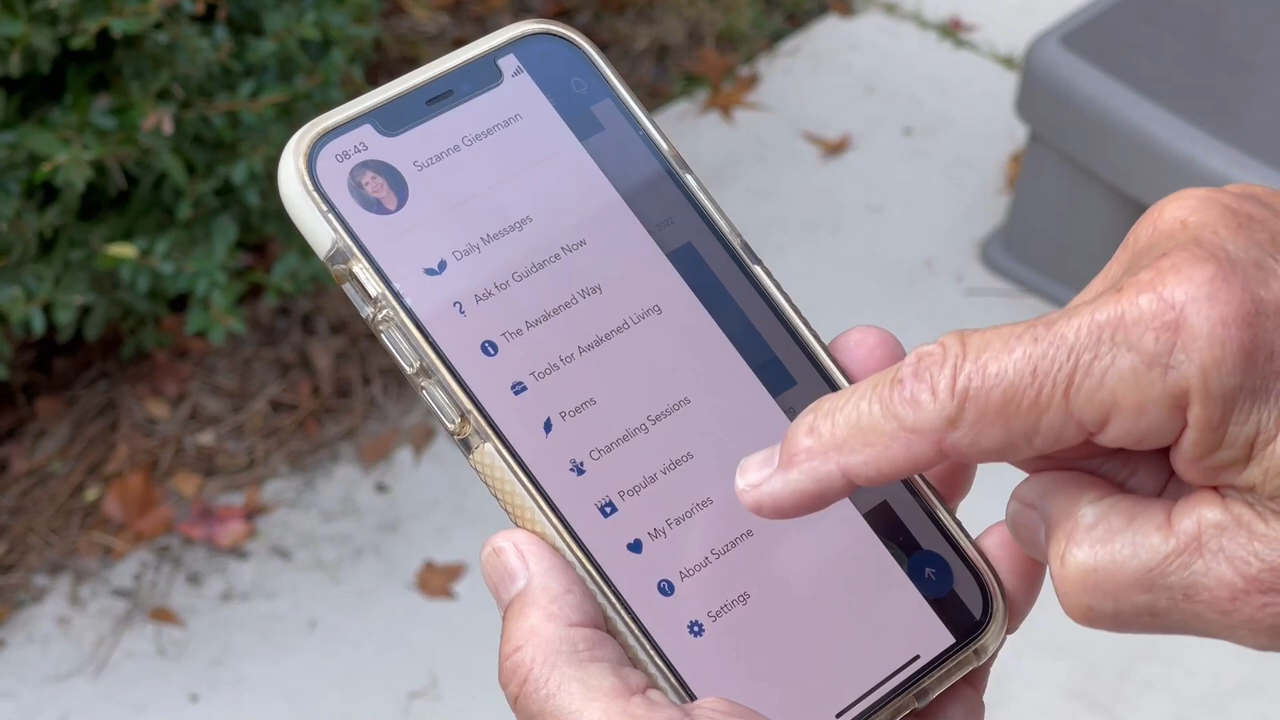 08:43
Suzanne Giesemann
Daily Messages
Ask for Guidance Now
The Awakened Way
Tools for Awakened Living
Poems
Channeling Sessions
Popular videos
My Favorites
About Suzanne
Settings
2022